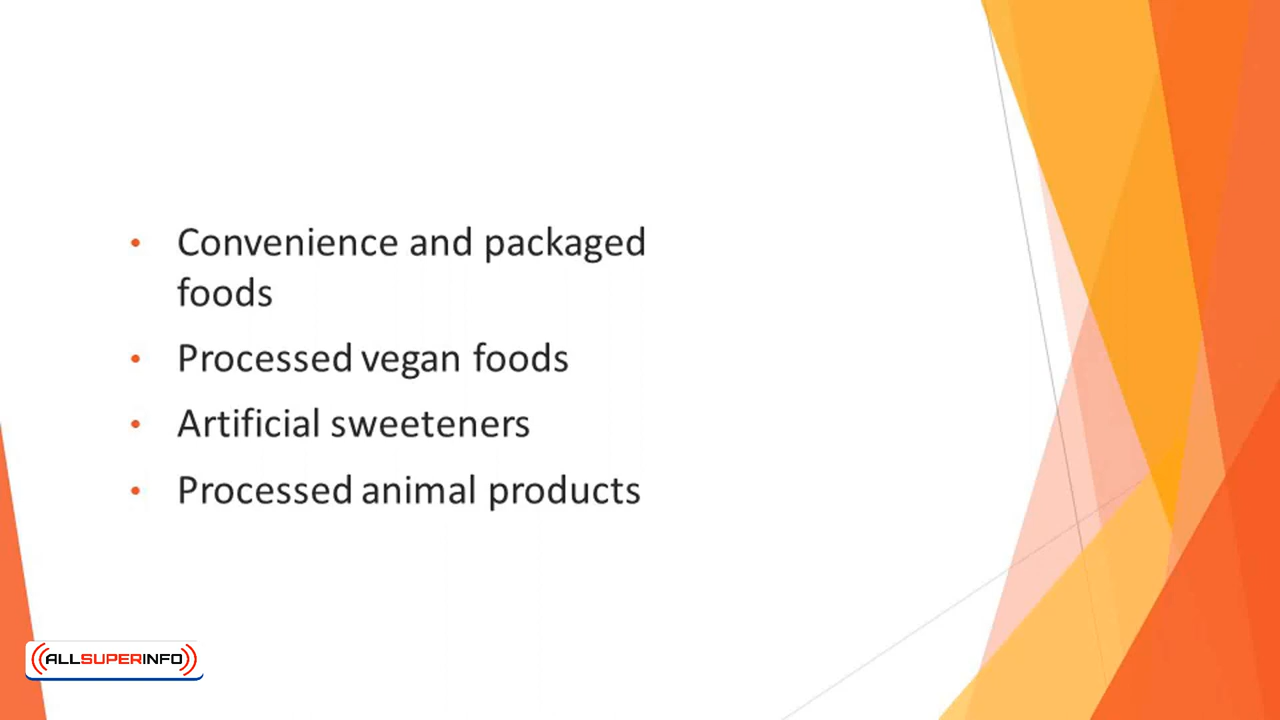 • Convenience and packaged
foods
• Processed vegan foods
• Artificial sweeteners
• Processed animal products
ALLSUPERINFO